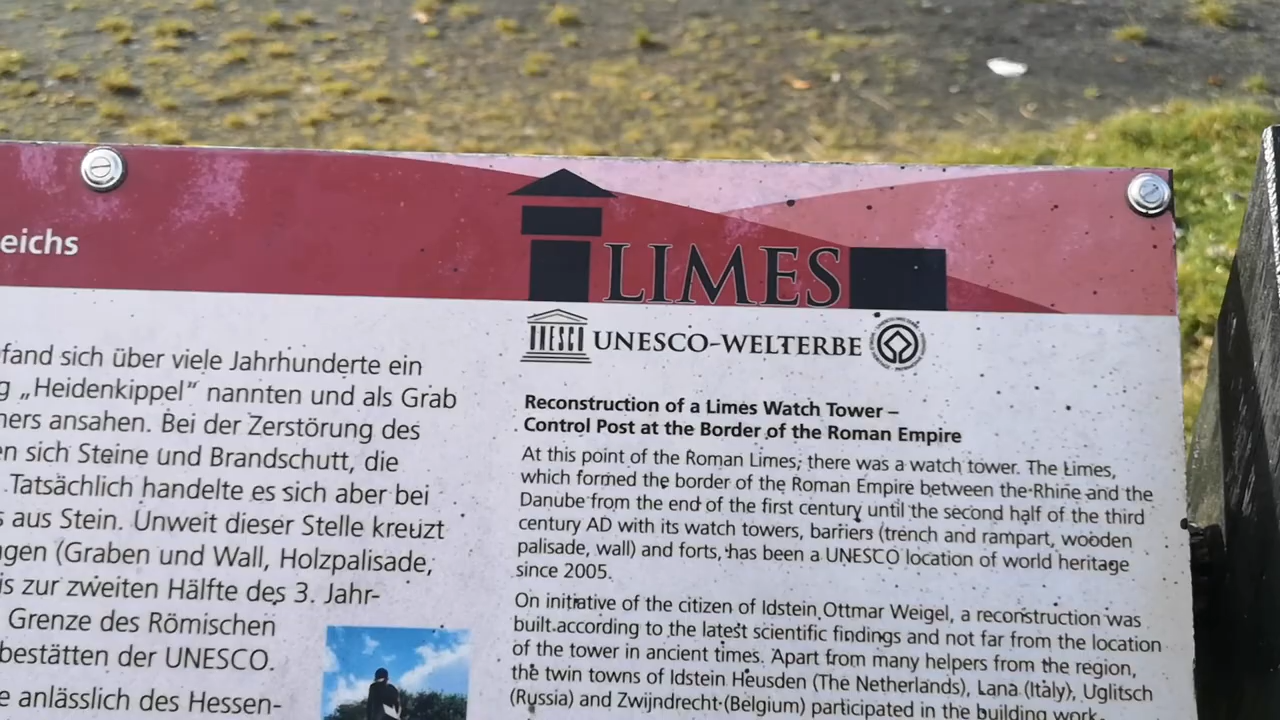 eichs
LIMES
UNESCO
UNESCO-WELTERBE
fand sich über viele Jahrhunderte ein
„Heidenkippel“ nannten und als Grab
ansahen. Bei der Zerstörung des
sich Steine und Brandschutt, die
Tatsächlich handelte es sich aber bei
aus Stein. Unweit dieser Stelle kreuzt
(Graben und Wall, Holzpalisade,
zur zweiten Hälfte des 3. Jahr-
Grenze des Römischen
bestätten der UNESCO.
anlässlich des Hessen-
Reconstruction of a Limes Watch Tower –
Control Post at the Border of the Roman Empire
At this point of the Roman Limes, there was a watch tower. The Limes,
which formed the border of the Roman Empire between the Rhine and the
Danube from the end of the first century until the second half of the third
century AD with its watch towers, barriers (trench and rampart, wooden
palisade, wall) and forts, has been a UNESCO location of world heritage
since 2005.
On initiative of the citizen of Idstein Ottmar Weigel, a reconstruction was
built according to the latest scientific findings and not far from the location
of the tower in ancient times. Apart from many helpers from the region,
the twin towns of Idstein Heusden (The Netherlands), Lana (Italy), Uglitsch
(Russia) and Zwijndrecht (Belgium) participated in the building work-